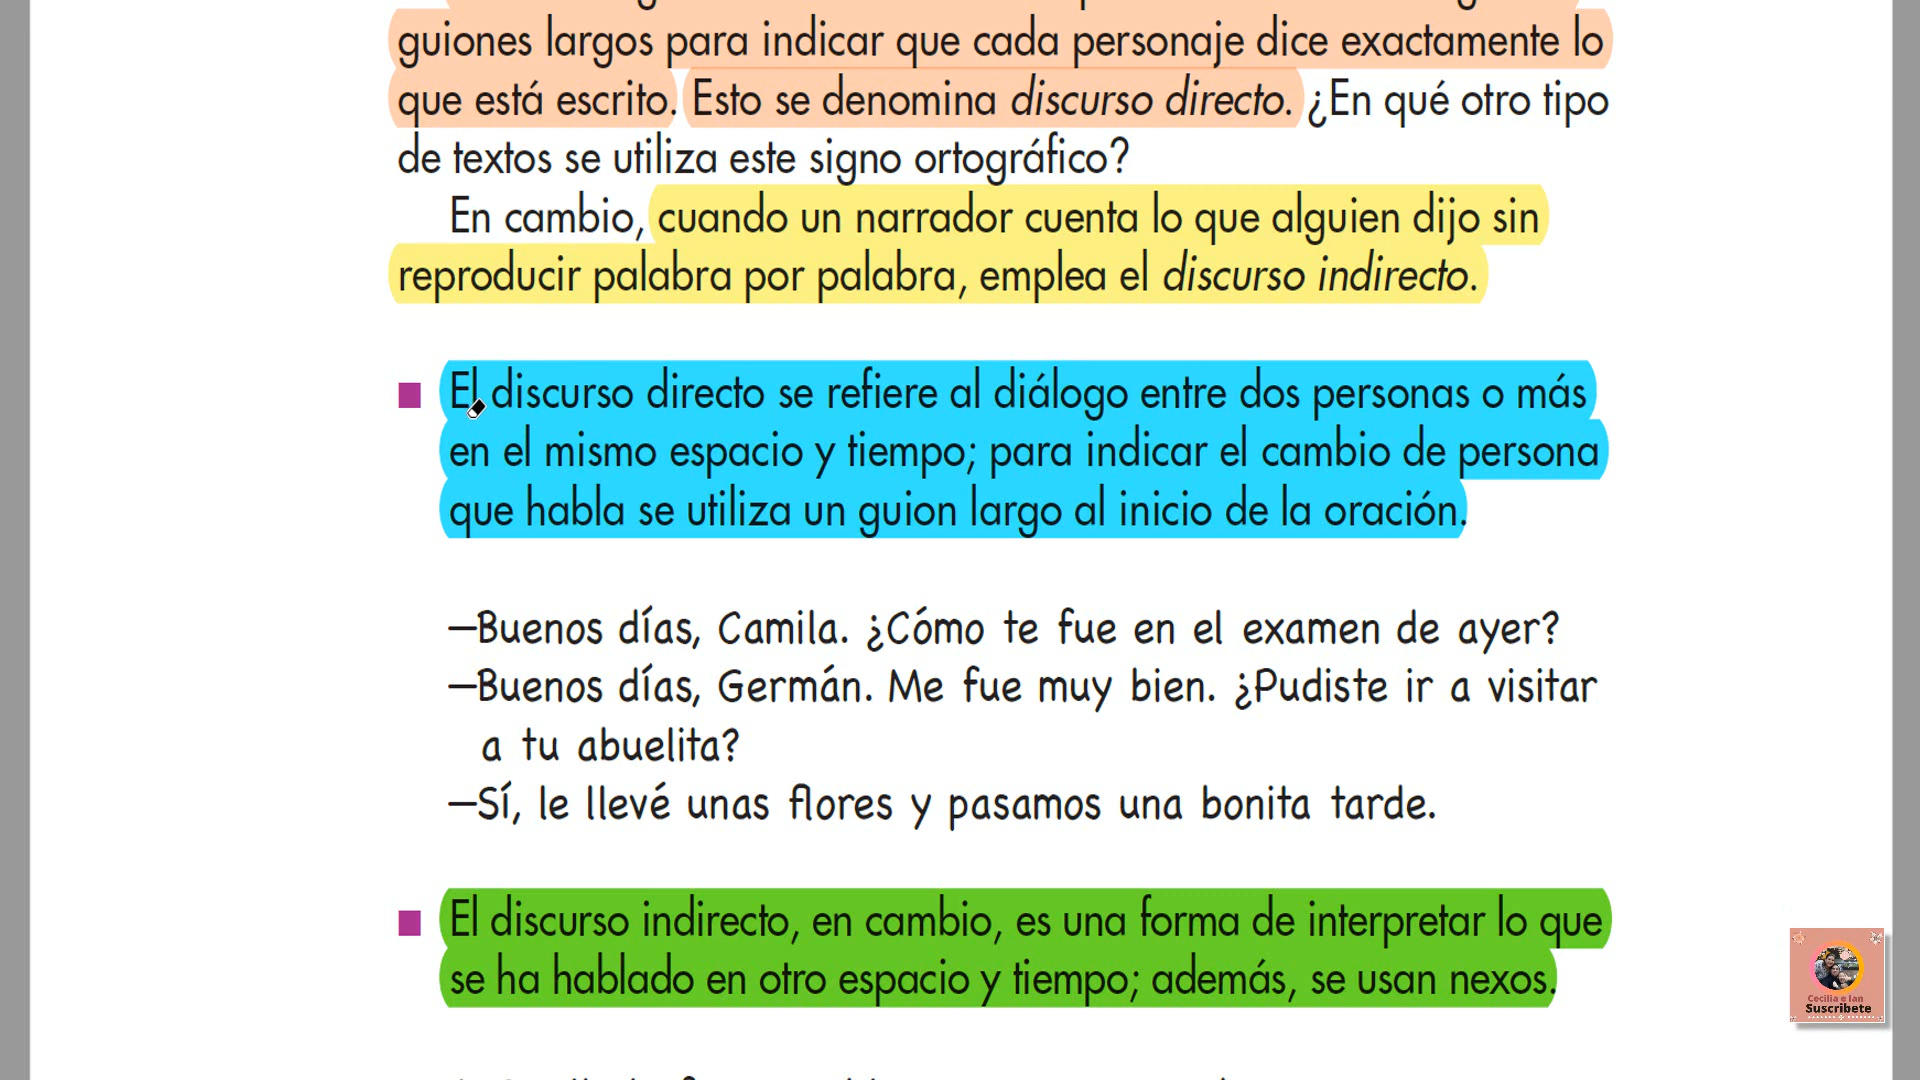 guiones largos para indicar que cada personaje dice exactamente lo
que está escrito. Esto se denomina discurso directo. ¿En qué otro tipo
de textos se utiliza este signo ortográfico?
En cambio, cuando un narrador cuenta lo que alguien dijo sin
reproducir palabra por palabra, emplea el discurso indirecto.
El discurso directo se refiere al diálogo entre dos personas o más
en el mismo espacio y tiempo; para indicar el cambio de persona
que habla se utiliza un guion largo al inicio de la oración.
—Buenos días, Camila. ¿Cómo te fue en el examen de ayer?
—Buenos días, Germán. Me fue muy bien. ¿Pudiste ir a visitar
a tu abuelita?
—Sí, le llevé unas flores y pasamos una bonita tarde.
El discurso indirecto, en cambio, es una forma de interpretar lo que
se ha hablado en otro espacio y tiempo; además, se usan nexos.
Cecilia e Ian
Suscribete